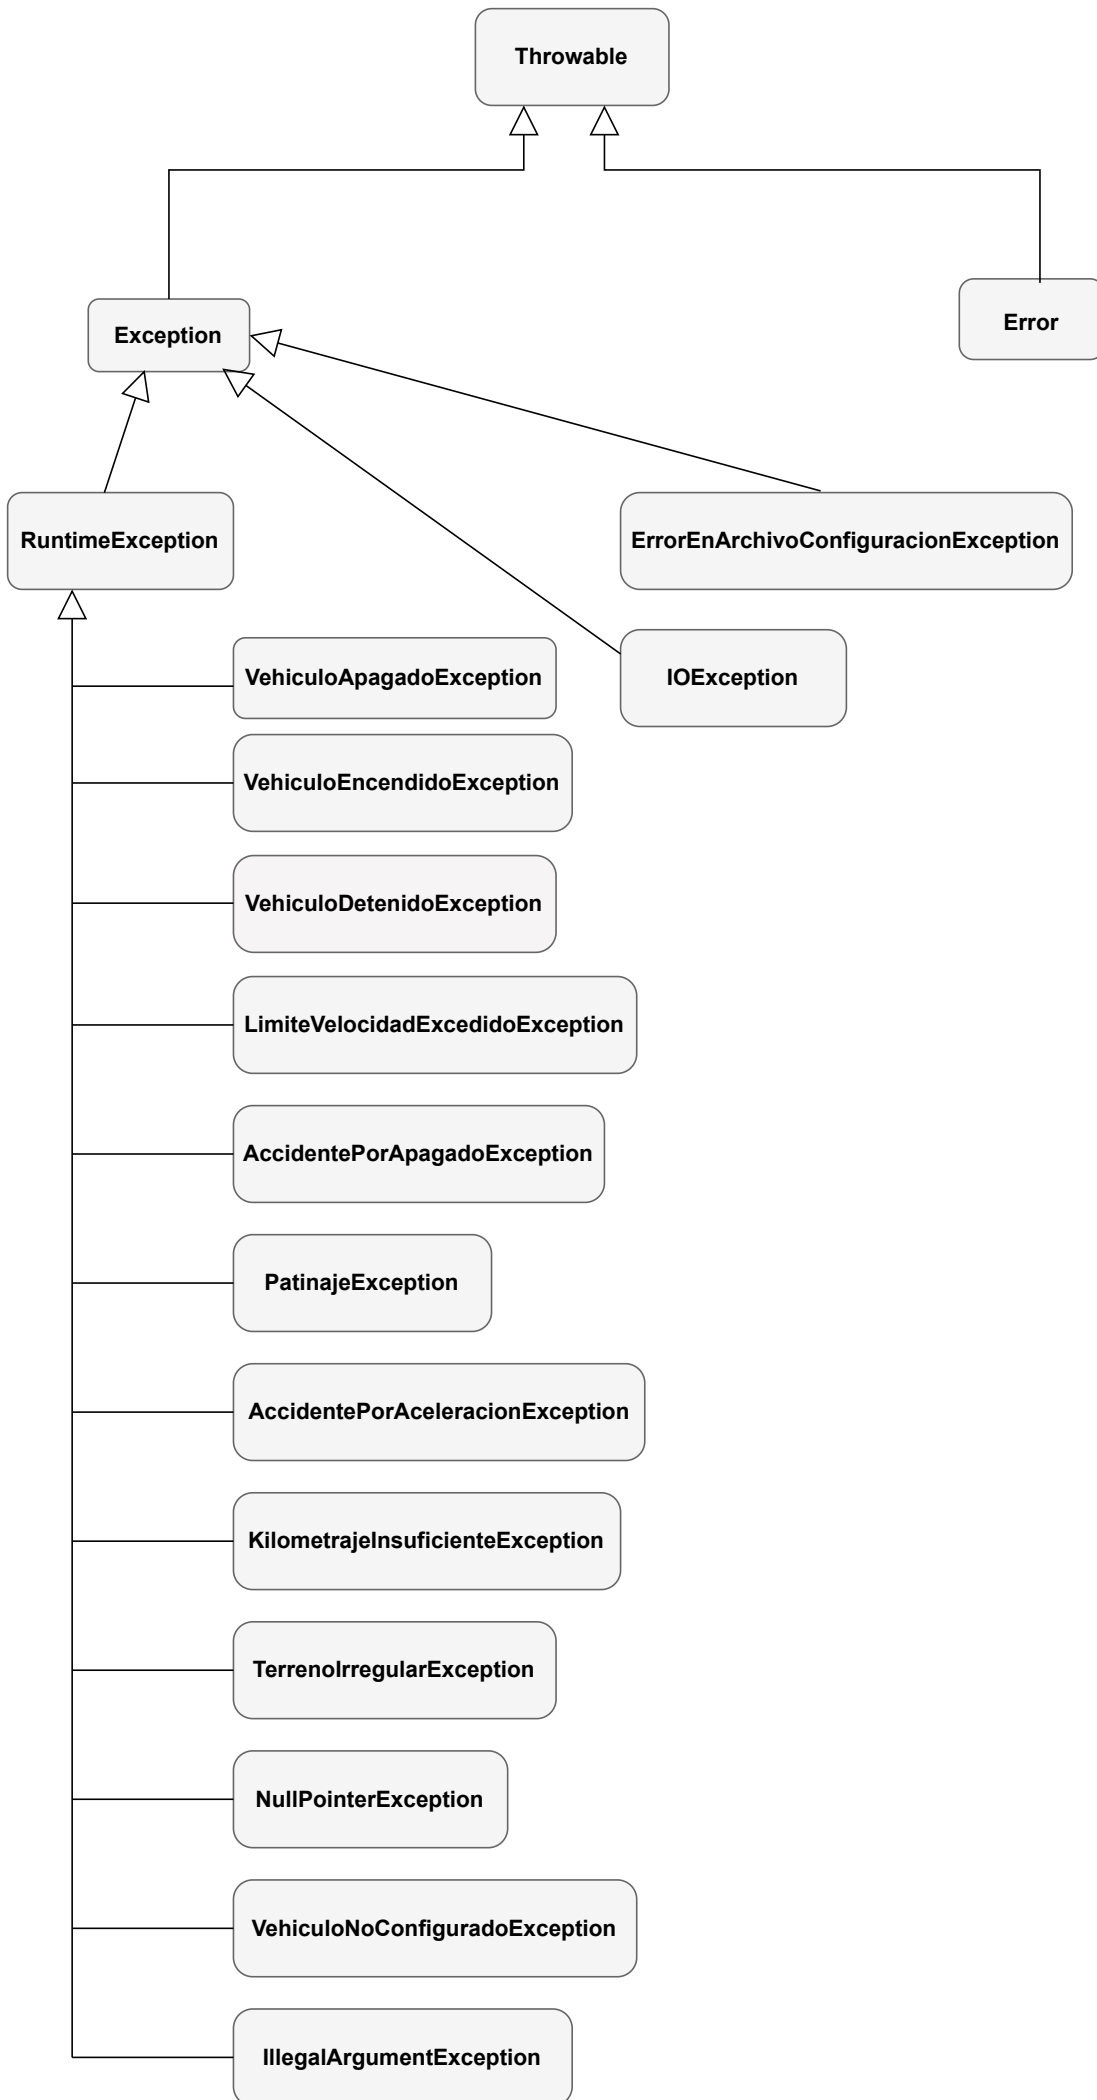 Throwable
Exception
Error
RuntimeException
ErrorEnArchivoConfiguracionException
VehiculoApagadoException
IOException
VehiculoEncendidoException
VehiculoDetenidoException
LimiteVelocidadExcedidoException
AccidentePorApagadoException
PatinajeException
AccidentePorAceleracionException
KilometrajeInsuficienteException
TerrenoIrregularException
NullPointerException
VehiculoNoConfiguradoException
IllegalArgumentException